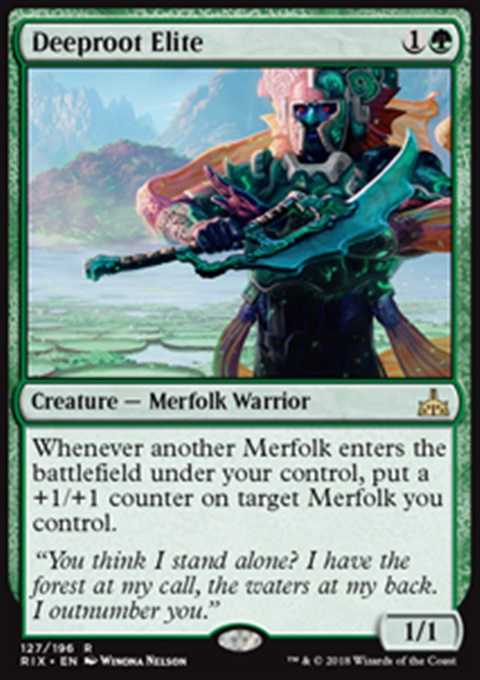 Deeproot Elite 1
Creature — Merfolk Warrior
Whenever another Merfolk enters the
battlefield under your control, put a
+1/+1 counter on target Merfolk you
control.
“You think I stand alone? I have the
forest at my call, the waters at my back.
I outnumber you.”
1/1
127/196 R
RIX • EN Winona Nelson
™ & © 2018 Wizards of the Coast